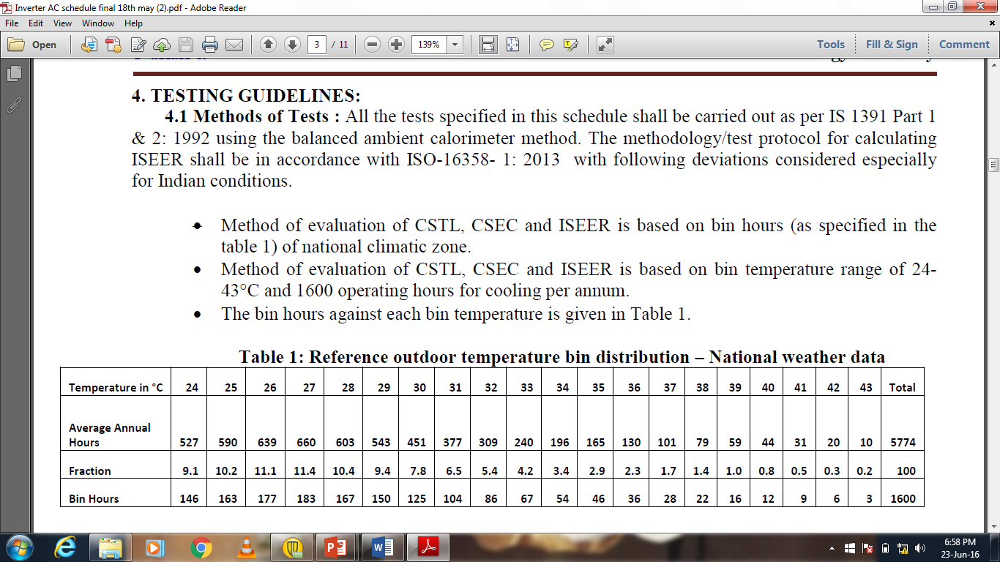 Inverter AC schedule final 18th may (2).pdf - Adobe Reader
File Edit View Window Help
Open 3 / 11 139% Tools Fill & Sign Comment
4. TESTING GUIDELINES:
4.1 Methods of Tests : All the tests specified in this schedule shall be carried out as per IS 1391 Part 1
& 2: 1992 using the balanced ambient calorimeter method. The methodology/test protocol for calculating
ISEER shall be in accordance with ISO-16358- 1: 2013 with following deviations considered especially
for Indian conditions.
• Method of evaluation of CSTL, CSEC and ISEER is based on bin hours (as specified in the
table 1) of national climatic zone.
• Method of evaluation of CSTL, CSEC and ISEER is based on bin temperature range of 24-
43°C and 1600 operating hours for cooling per annum.
• The bin hours against each bin temperature is given in Table 1.
Table 1: Reference outdoor temperature bin distribution – National weather data
Temperature in °C 24 25 26 27 28 29 30 31 32 33 34 35 36 37 38 39 40 41 42 43 Total
Average Annual
Hours 527 590 639 660 603 543 451 377 309 240 196 165 130 101 79 59 44 31 20 10 5774
Fraction 9.1 10.2 11.1 11.4 10.4 9.4 7.8 6.5 5.4 4.2 3.4 2.9 2.3 1.7 1.4 1.0 0.8 0.5 0.3 0.2 100
Bin Hours 146 163 177 183 167 150 125 104 86 67 54 46 36 28 22 16 12 9 6 3 1600
6:58 PM
23-Jun-16